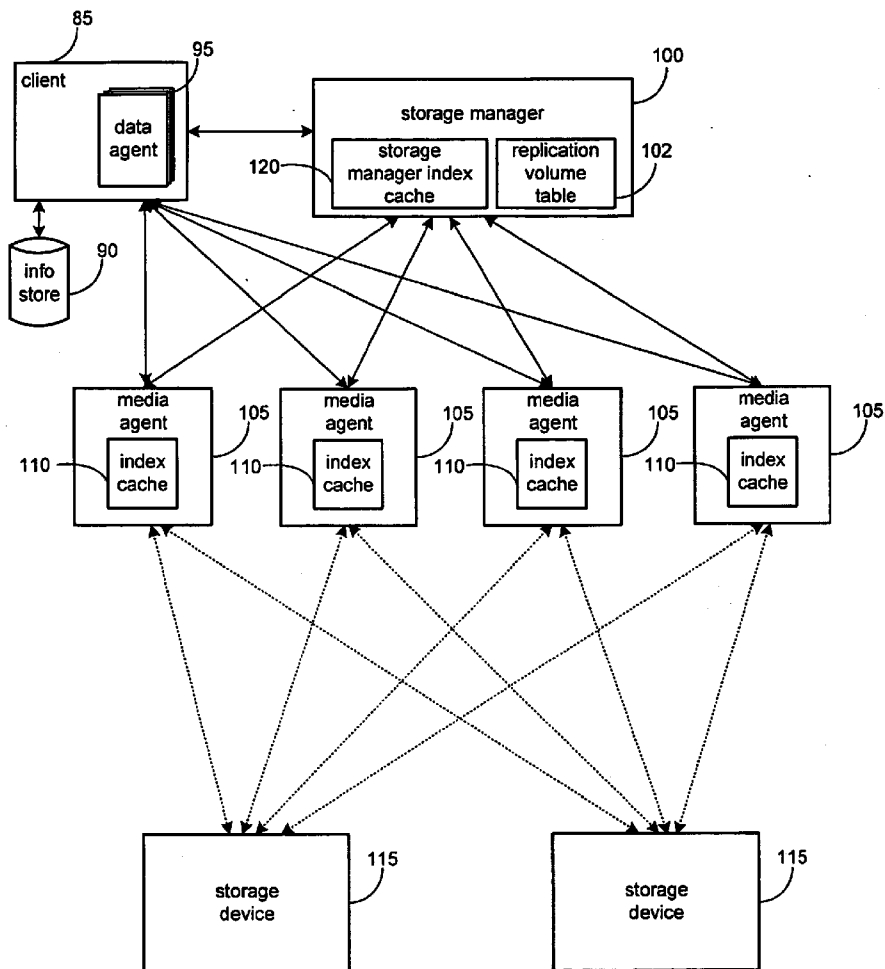 85
client
95
data
agent
100
storage manager
120
storage
manager index
cache
replication
volume
table
102
info
store
90
media
agent
105
110
index
cache
media
agent
105
110
index
cache
media
agent
105
110
index
cache
media
agent
105
110
index
cache
storage
device
115
storage
device
115